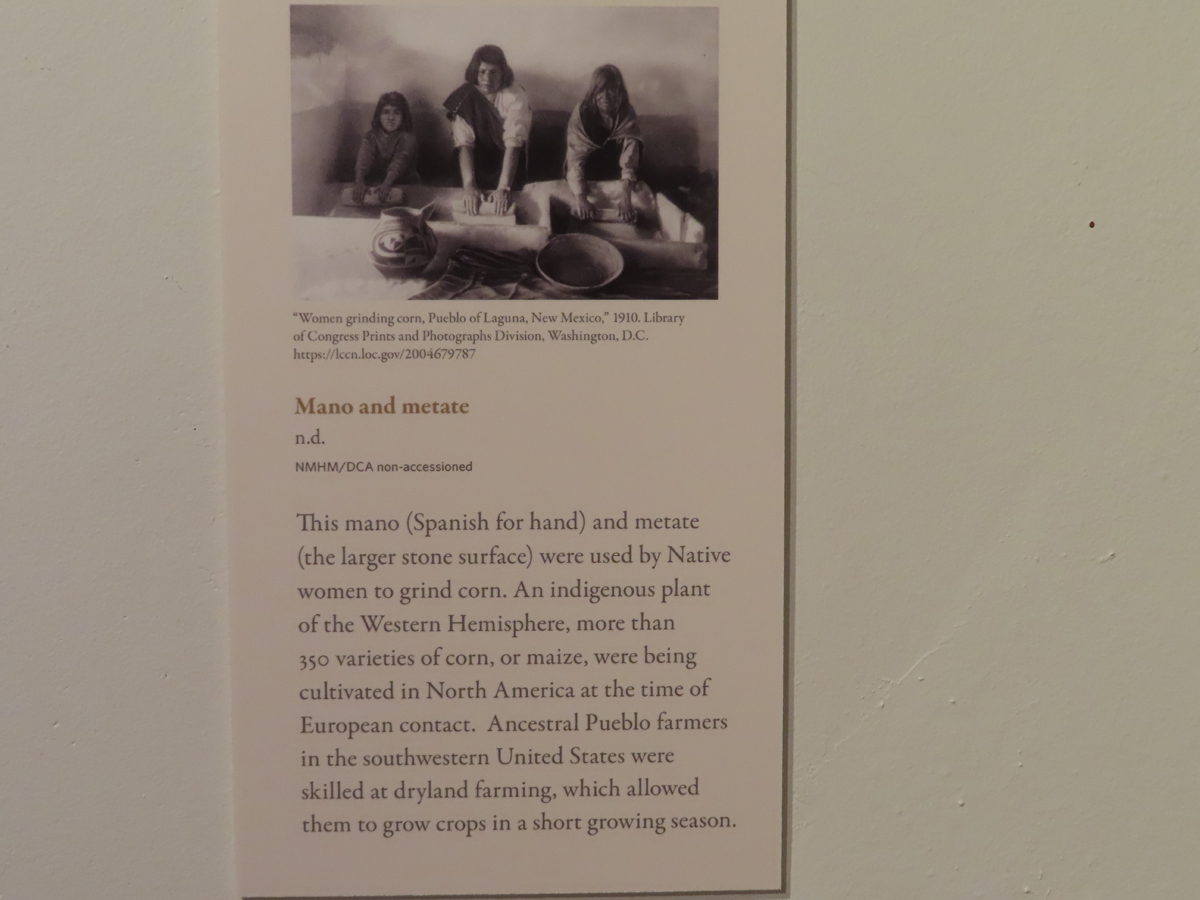 “Women grinding corn, Pueblo of Laguna, New Mexico,” 1910. Library
of Congress Prints and Photographs Division, Washington, D.C.
https://lccn.loc.gov/2004679787
Mano and metate
n.d.
NMHM/DCA non-accessioned
This mano (Spanish for hand) and metate
(the larger stone surface) were used by Native
women to grind corn. An indigenous plant
of the Western Hemisphere, more than
350 varieties of corn, or maize, were being
cultivated in North America at the time of
European contact.  Ancestral Pueblo farmers
in the southwestern United States were
skilled at dryland farming, which allowed
them to grow crops in a short growing season.